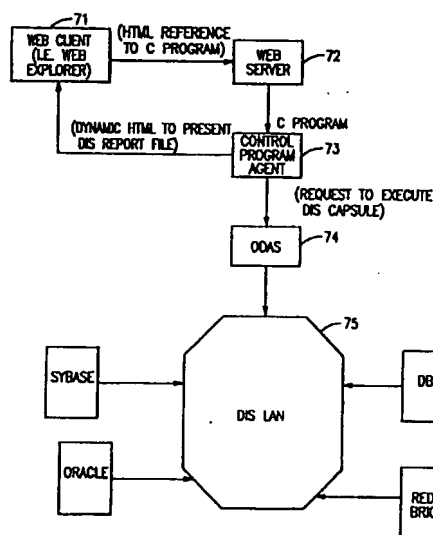 71
WEB CLIENT
(I.E. WEB
EXPLORER)
(HTML REFERENCE
TO C PROGRAM)
WEB
SERVER
72
C PROGRAM
(DYNAMIC HTML TO PRESENT
DIS REPORT FILE)
CONTROL
PROGRAM
AGENT
73
(REQUEST TO EXECUTE
DIS CAPSULE)
ODAS
74
75
SYBASE
DB
DIS LAN
ORACLE
RED
BRIC